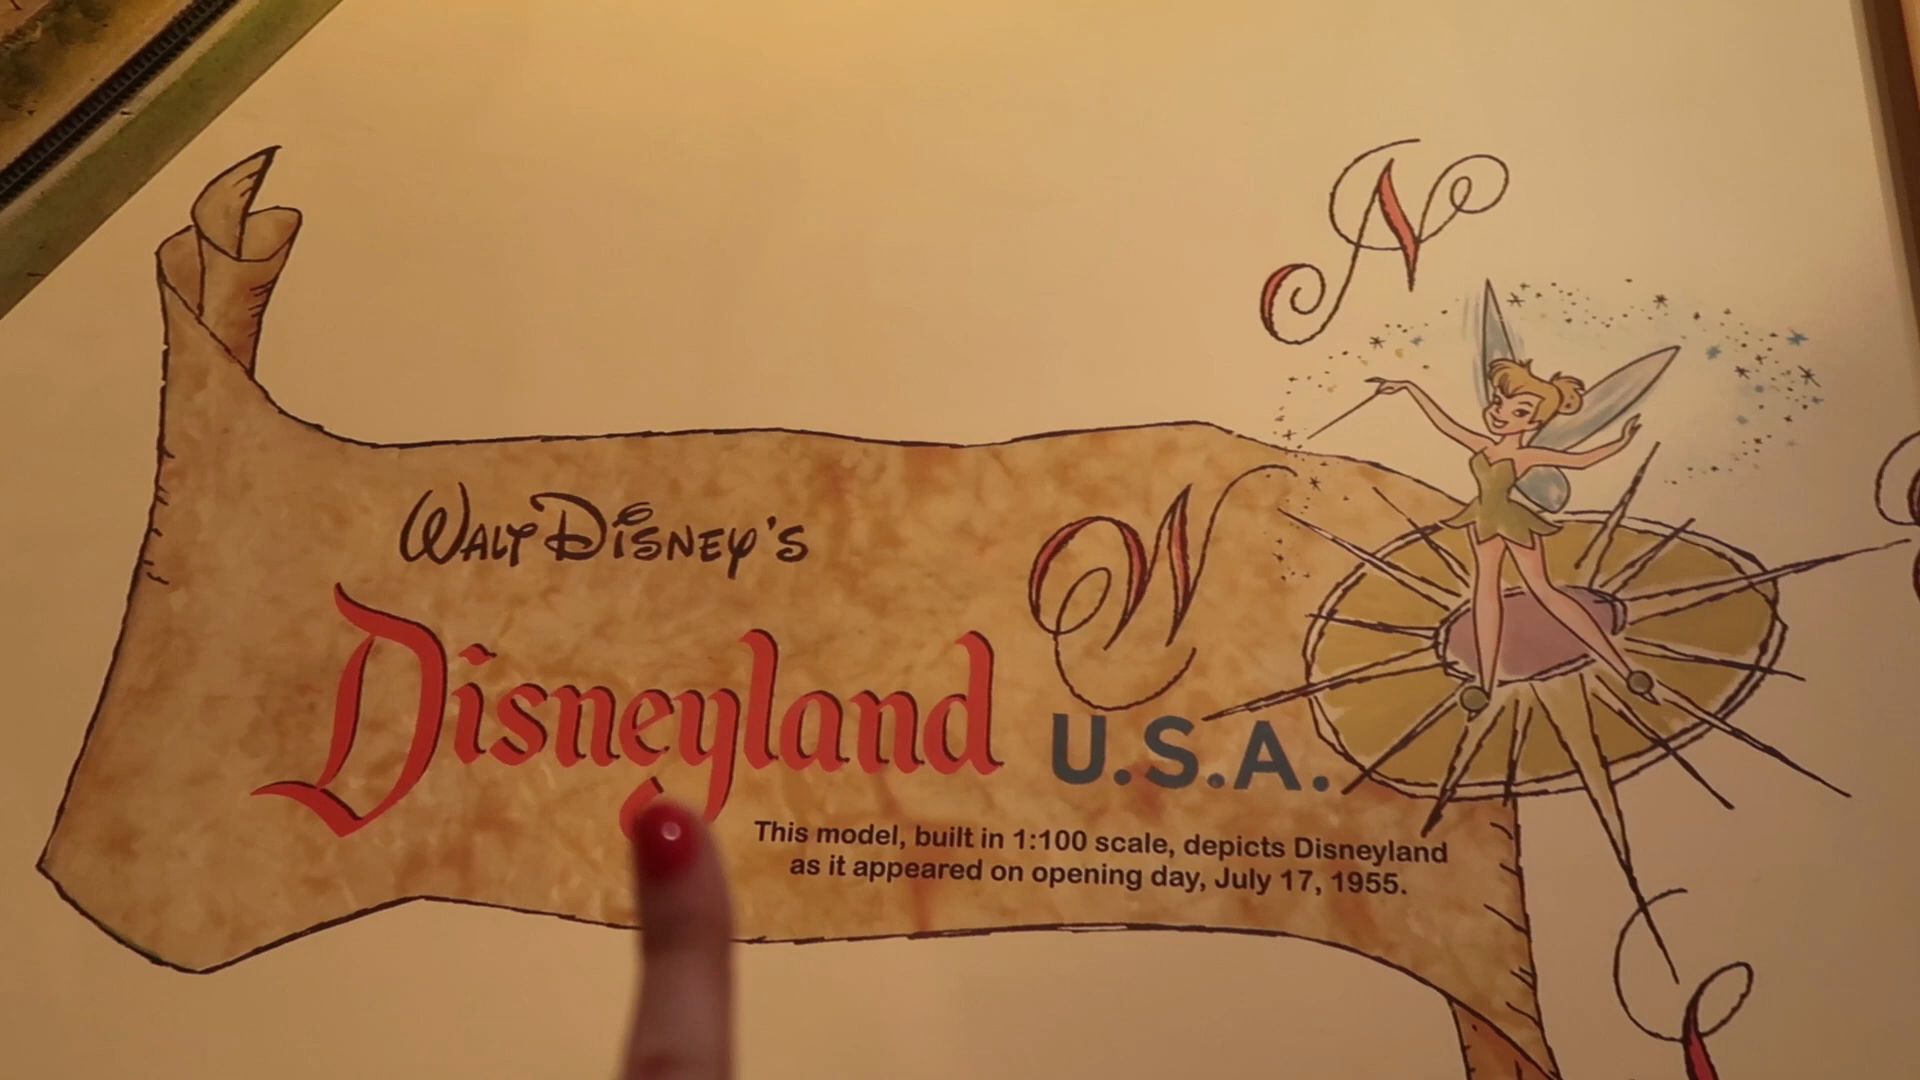 N
WALT DISNEY'S
W
Disneyland
U.S.A.
This model, built in 1:100 scale, depicts Disneyland
as it appeared on opening day, July 17, 1955.
S